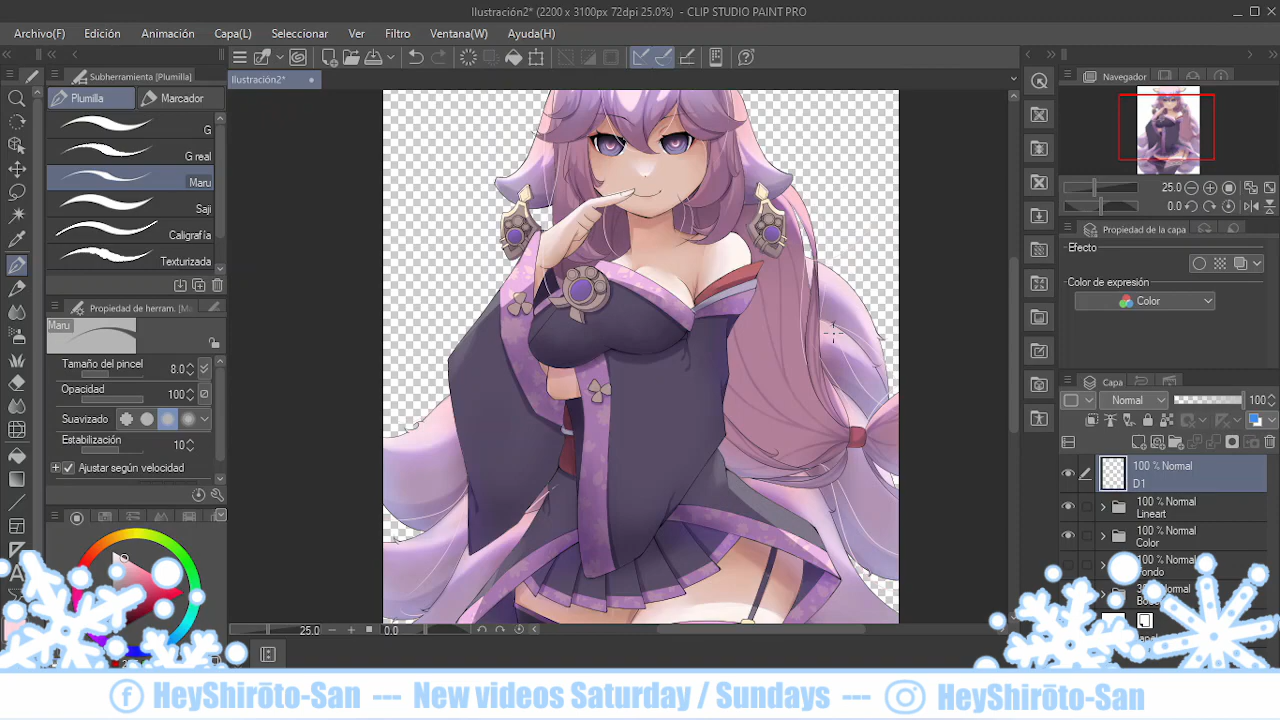 Ilustración2* (2200 x 3100px 72dpi 25.0%) - CLIP STUDIO PAINT PRO
Archivo(F) Edición Animación Capa(L) Seleccionar Ver Filtro Ventana(W) Ayuda(H)
Subherramienta [Plumilla]
Plumilla Marcador
G
G real
Maru
Saji
Caligrafía
Texturizada
Propiedad de herram. [Ma
Maru
Tamaño del pincel 8.0
Opacidad 100
Suavizado
Estabilización 10
Ajustar según velocidad
Ilustración2*
25.0 0.0
Navegador
25.0
0.0
Propiedad de la capa
Efecto
Color de expresión
Color
Capa
Normal 100
100 % Normal
D1
100 % Normal
Lineart
100 % Normal
Color
HeyShirōto-San --- New videos Saturday / Sundays --- HeyShirōto-San